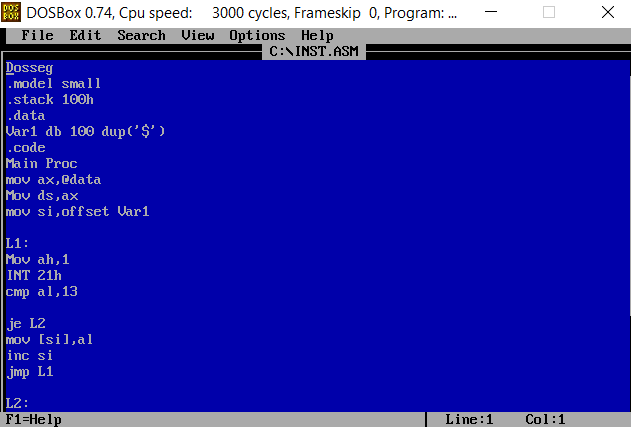 DOS
BOX
DOSBox 0.74, Cpu speed: 3000 cycles, Frameskip 0, Program: ...
File Edit Search View Options Help
C:\INST.ASM
Dosseg
.model small
.stack 100h
.data
Var1 db 100 dup('$')
.code
Main Proc
mov ax,@data
Mov ds,ax
mov si,offset Var1
L1:
Mov ah,1
INT 21h
cmp al,13
je L2
mov [si],al
inc si
jmp L1
L2:
F1=Help Line:1 Col:1